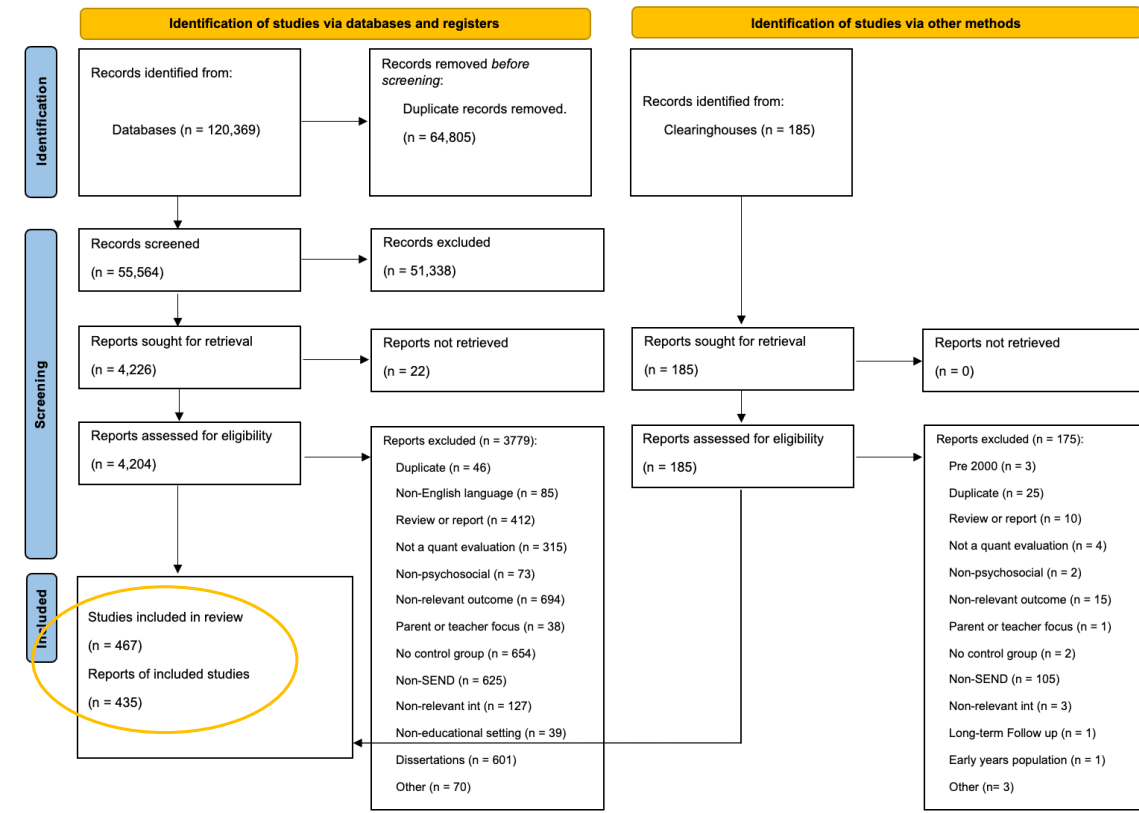 Identification of studies via databases and registers
Identification of studies via other methods
Identification
Records identified from:
Databases (n = 120,369)
Records removed before
screening:
Duplicate records removed.
(n = 64,805)
Records identified from:
Clearinghouses (n = 185)
Screening
Records screened
(n = 55,564)
Records excluded
(n = 51,338)
Reports sought for retrieval
(n = 4,226)
Reports not retrieved
(n = 22)
Reports sought for retrieval
(n = 185)
Reports not retrieved
(n = 0)
Reports assessed for eligibility
(n = 4,204)
Reports excluded (n = 3779):
Duplicate (n = 46)
Non-English language (n = 85)
Review or report (n = 412)
Not a quant evaluation (n = 315)
Non-psychosocial (n = 73)
Non-relevant outcome (n = 694)
Parent or teacher focus (n = 38)
No control group (n = 654)
Non-SEND (n = 625)
Non-relevant int (n = 127)
Non-educational setting (n = 39)
Dissertations (n = 601)
Other (n = 70)
Reports assessed for eligibility
(n = 185)
Reports excluded (n = 175):
Pre 2000 (n = 3)
Duplicate (n = 25)
Review or report (n = 10)
Not a quant evaluation (n = 4)
Non-psychosocial (n = 2)
Non-relevant outcome (n = 15)
Parent or teacher focus (n = 1)
No control group (n = 2)
Non-SEND (n = 105)
Non-relevant int (n = 3)
Long-term Follow up (n = 1)
Early years population (n = 1)
Other (n= 3)
Included
Studies included in review
(n = 467)
Reports of included studies
(n = 435)